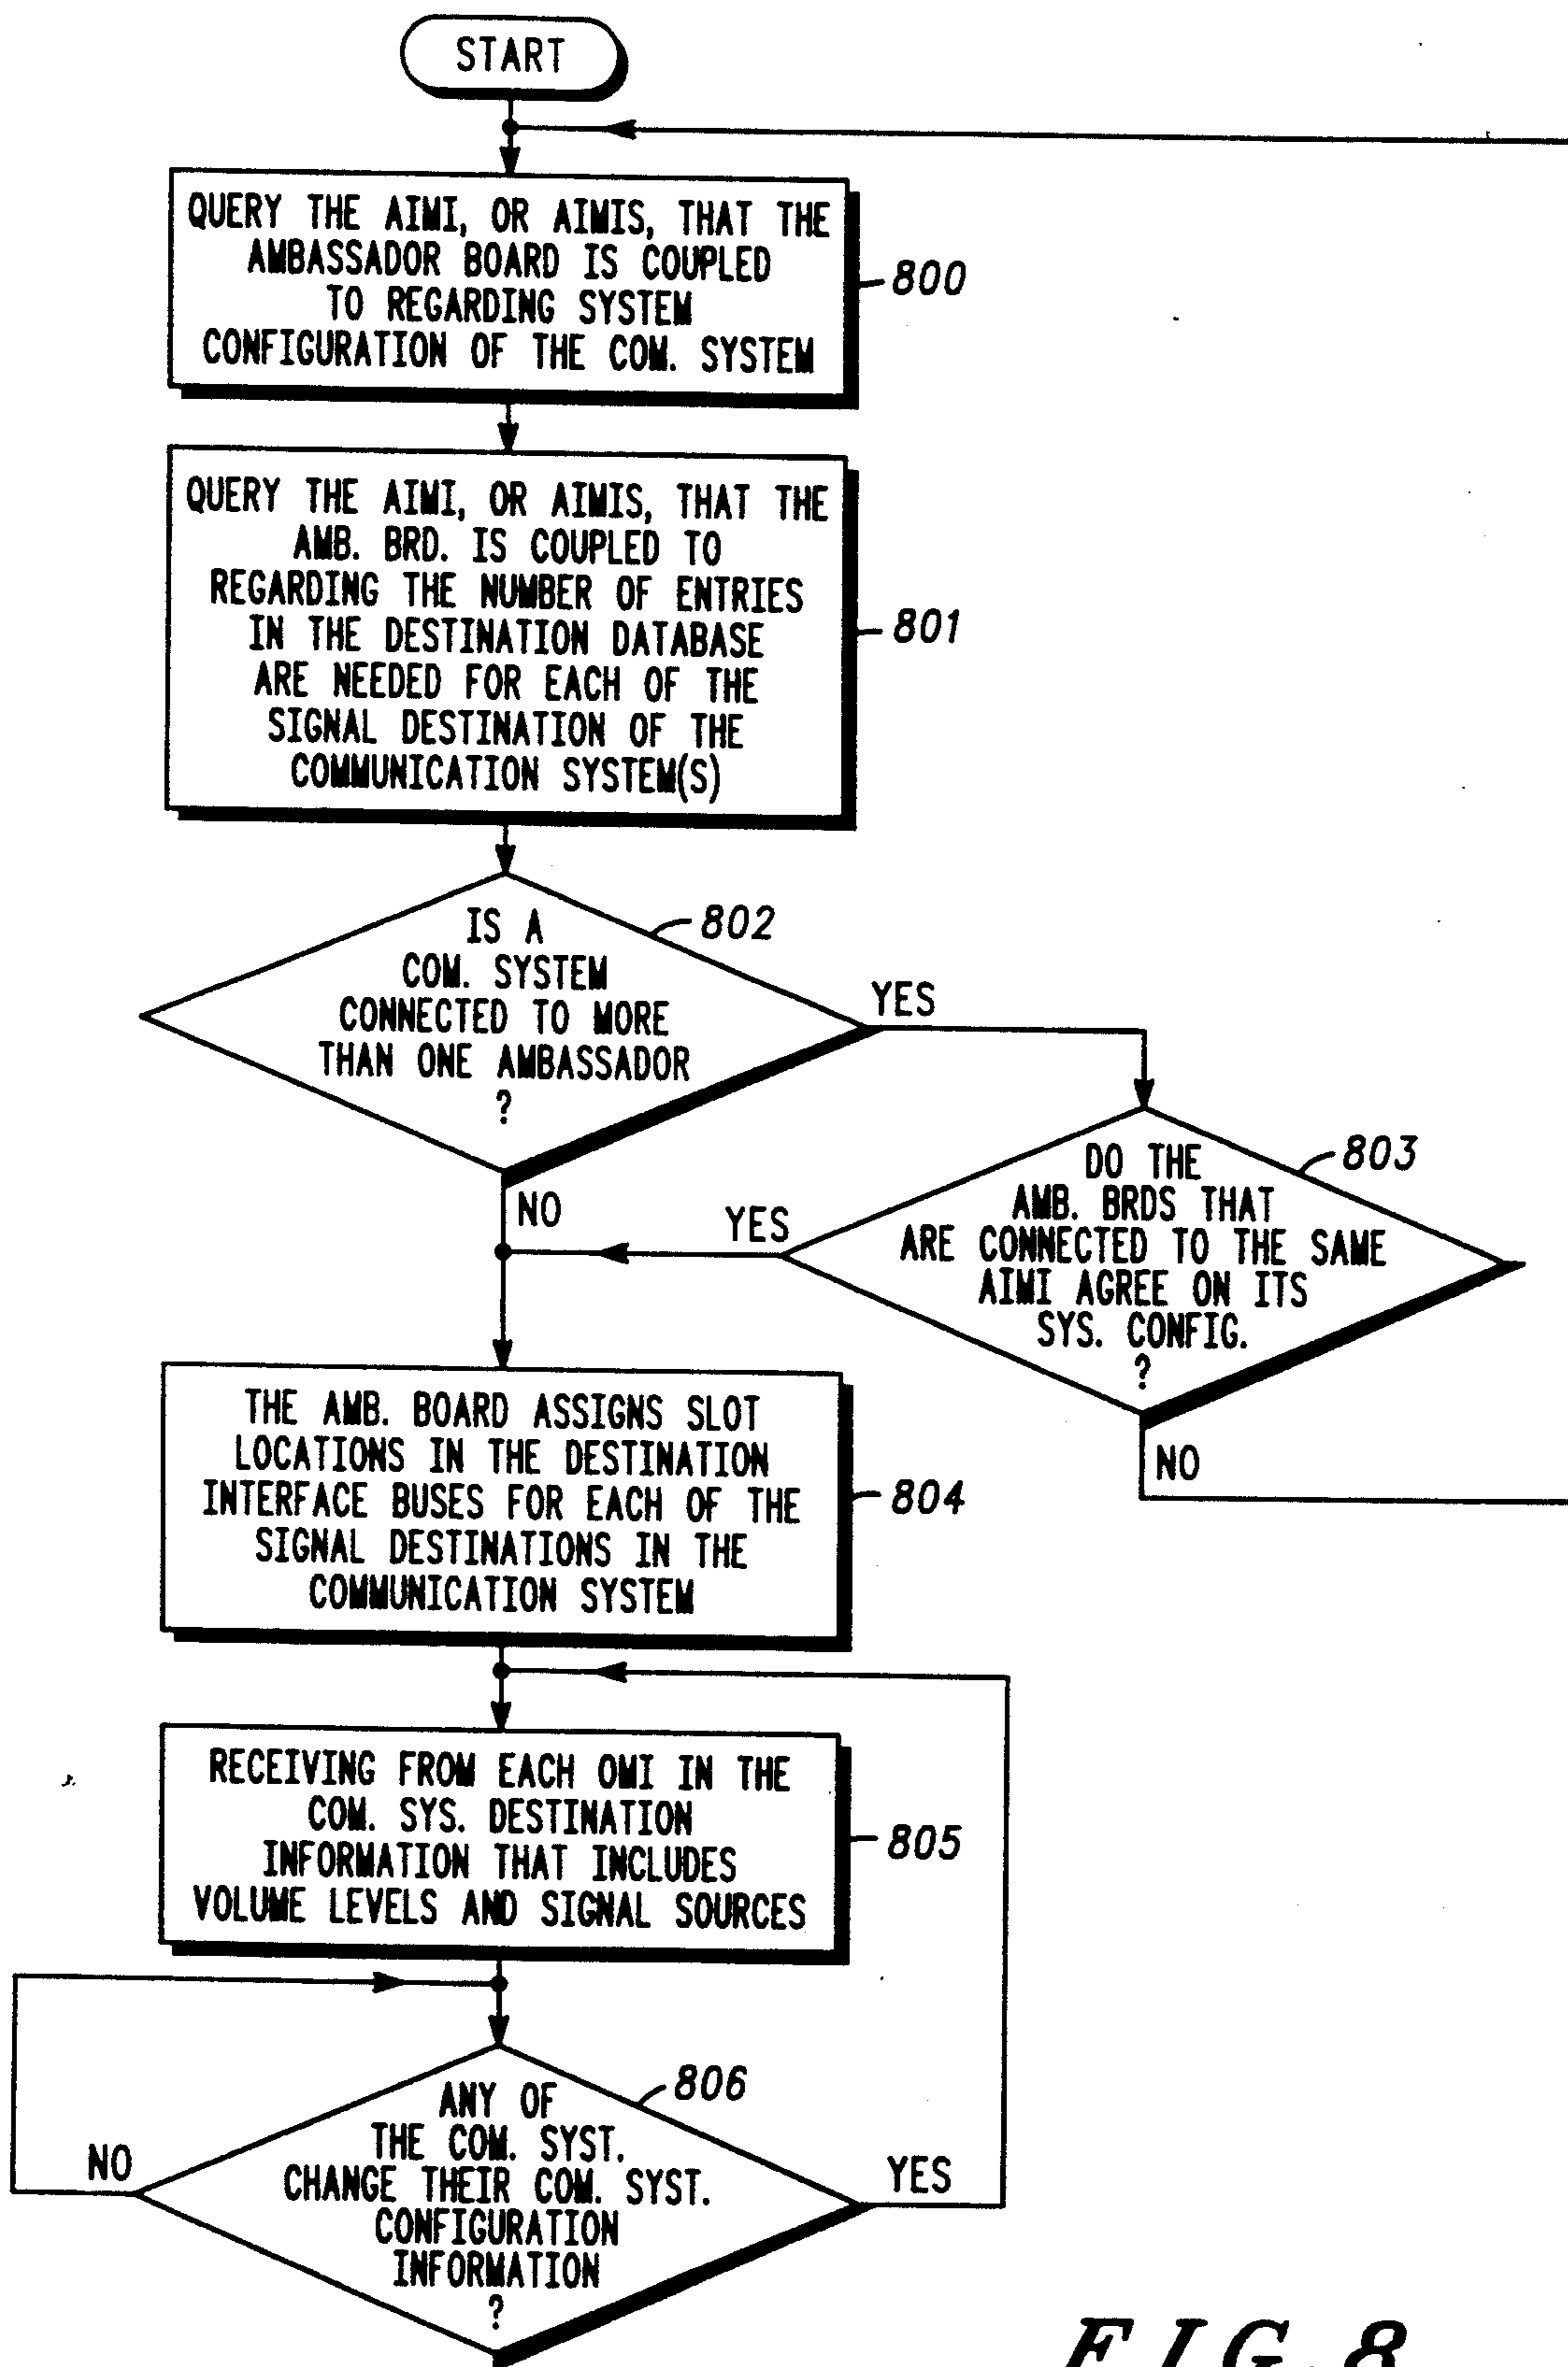 START
QUERY THE AIMI, OR AIMIS, THAT THE
AMBASSADOR BOARD IS COUPLED
TO REGARDING SYSTEM
CONFIGURATION OF THE COM. SYSTEM
800
QUERY THE AIMI, OR AIMIS, THAT THE
AMB. BRD. IS COUPLED TO
REGARDING THE NUMBER OF ENTRIES
IN THE DESTINATION DATABASE
ARE NEEDED FOR EACH OF THE
SIGNAL DESTINATION OF THE
COMMUNICATION SYSTEM(S)
801
IS A
COM. SYSTEM
CONNECTED TO MORE
THAN ONE AMBASSADOR
?
802
YES
NO
DO THE
AMB. BRDS THAT
ARE CONNECTED TO THE SAME
AIMI AGREE ON ITS
SYS. CONFIG.
?
803
YES
NO
THE AMB. BOARD ASSIGNS SLOT
LOCATIONS IN THE DESTINATION
INTERFACE BUSES FOR EACH OF THE
SIGNAL DESTINATIONS IN THE
COMMUNICATION SYSTEM
804
RECEIVING FROM EACH OMI IN THE
COM. SYS. DESTINATION
INFORMATION THAT INCLUDES
VOLUME LEVELS AND SIGNAL SOURCES
805
ANY OF
THE COM. SYST.
CHANGE THEIR COM. SYST.
CONFIGURATION
INFORMATION
?
806
NO
YES
FIG.8